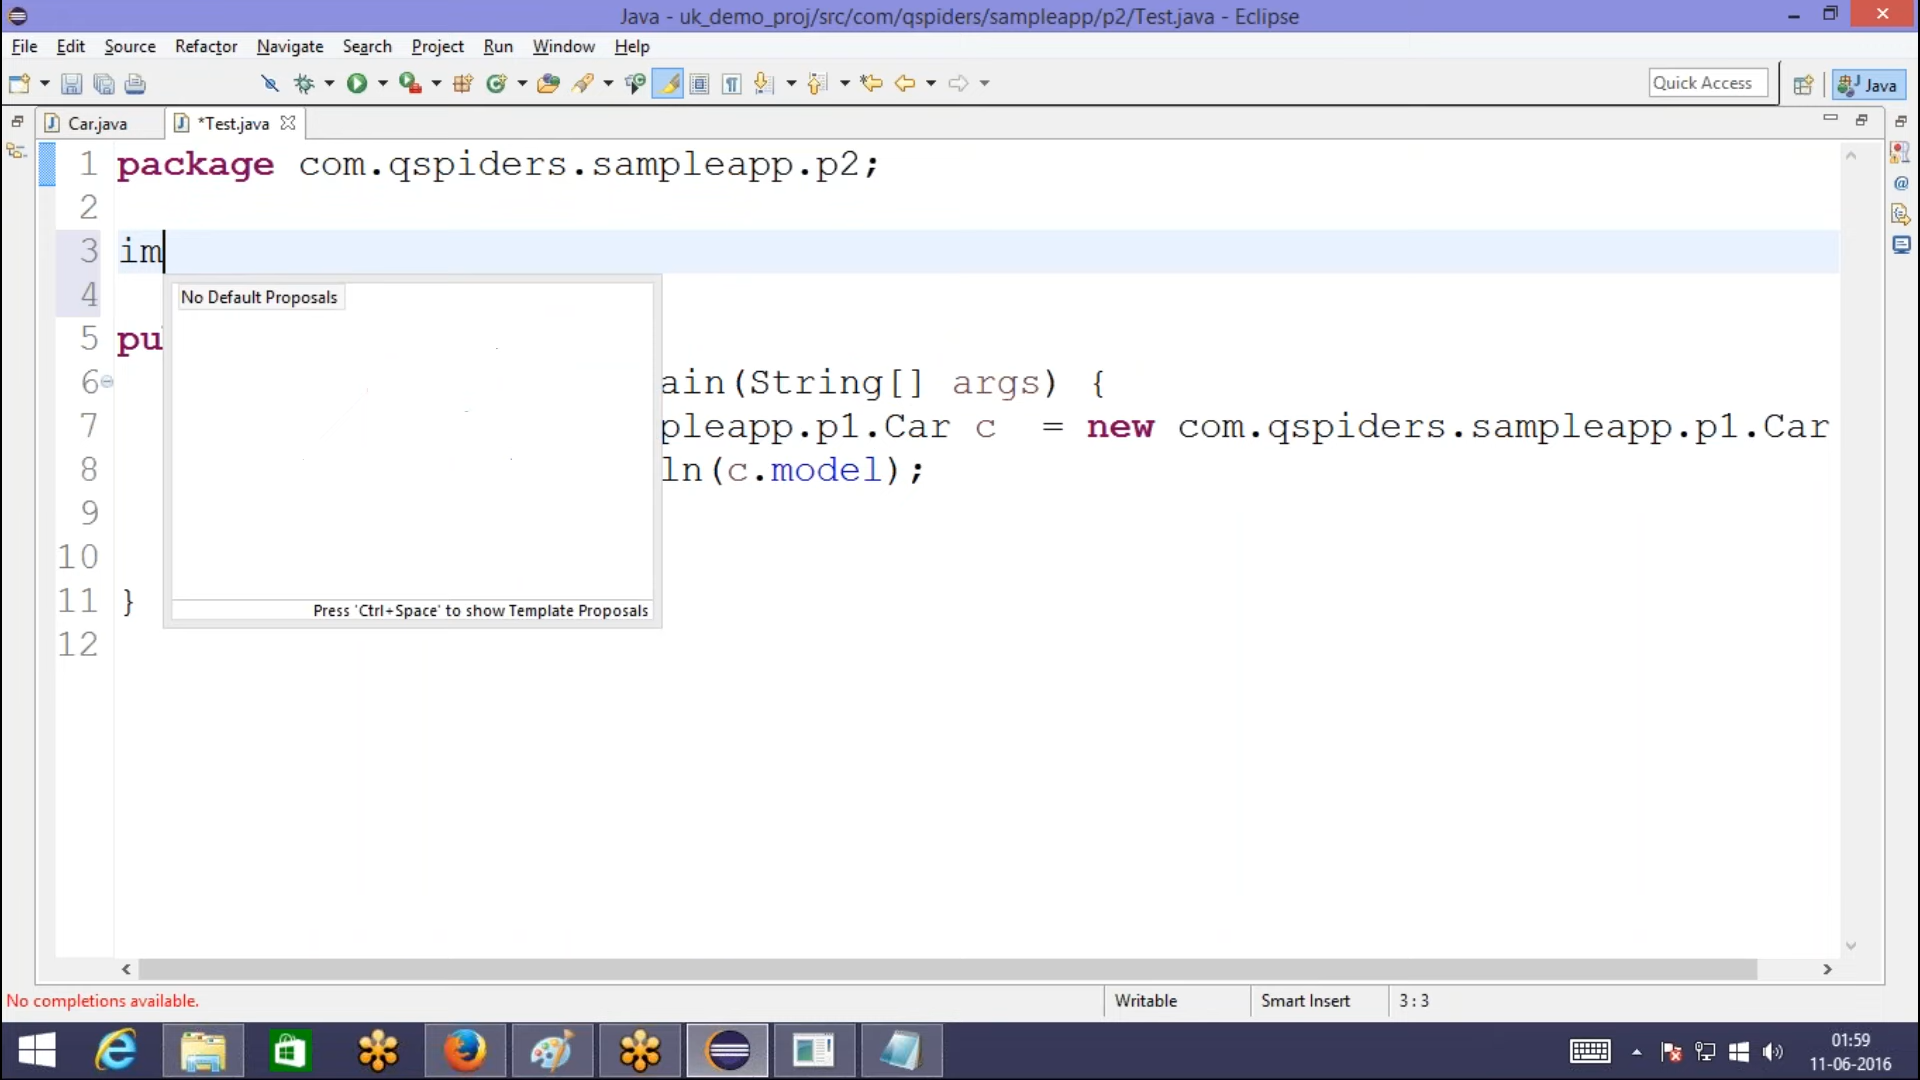 Java - uk_demo_proj/src/com/qspiders/sampleapp/p2/Test.java - Eclipse
File Edit Source Refactor Navigate Search Project Run Window Help
Quick Access
Java
Car.java
*Test.java
1 package com.qspiders.sampleapp.p2;
2
3 im
4
No Default Proposals
5 pu
6 ain(String[] args) {
7 pleapp.p1.Car c = new com.qspiders.sampleapp.p1.Car
8 ln(c.model);
9
10
11 }
Press 'Ctrl+Space' to show Template Proposals
12
No completions available.
Writable
Smart Insert
3 : 3
01:59
11-06-2016